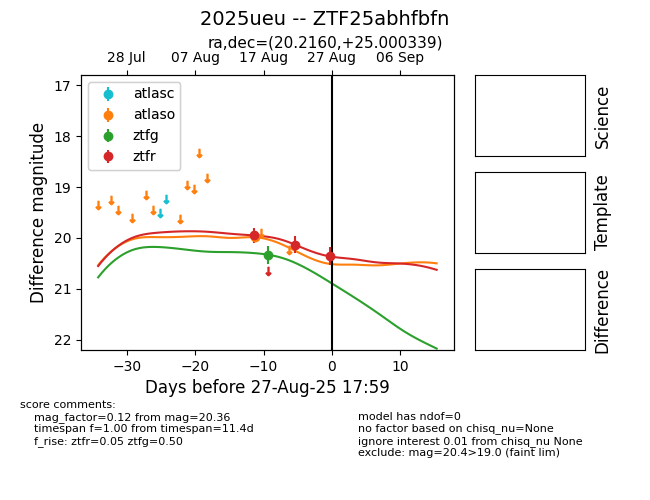 2025ueu -- ZTF25abhfbfn
ra,dec=(20.2160,+25.000339)
28 Jul 07 Aug 17 Aug 27 Aug 06 Sep
17
18
19
20
21
22
Difference magnitude
atlasc
atlaso
ztfg
ztfr
−30 −20 −10 0 10
Days before 27-Aug-25 17:59
Science
Template
Difference
score comments:
mag_factor=0.12 from mag=20.36
timespan f=1.00 from timespan=11.4d
f_rise: ztfr=0.05 ztfg=0.50
model has ndof=0
no factor based on chisq_nu=None
ignore interest 0.01 from chisq_nu None
exclude: mag=20.4>19.0 (faint lim)